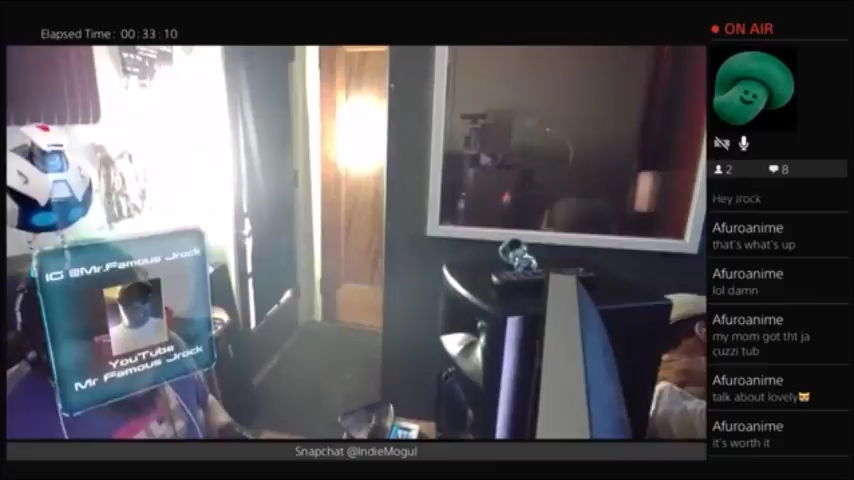 Elapsed Time: 00:33:10
ON AIR
2
8
Hey Jrock
Afuroanime
that's what's up
Afuroanime
lol damn
Afuroanime
my mom got tht ja
cuzzi tub
Afuroanime
talk about lovely😻
Afuroanime
it's worth it
IG @Mr.Famous Jrock
YouTube
Mr Famous Jrock
Snapchat @IndieMogul